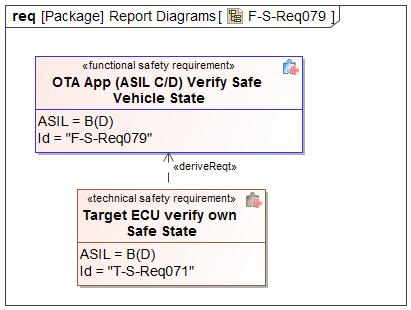 req [Package] Report Diagrams [ F-S-Req079 ]
«functional safety requirement»
OTA App (ASIL C/D) Verify Safe
Vehicle State
ASIL = B(D)
Id = "F-S-Req079"
«deriveReqt»
«technical safety requirement»
Target ECU verify own
Safe State
ASIL = B(D)
Id = "T-S-Req071"